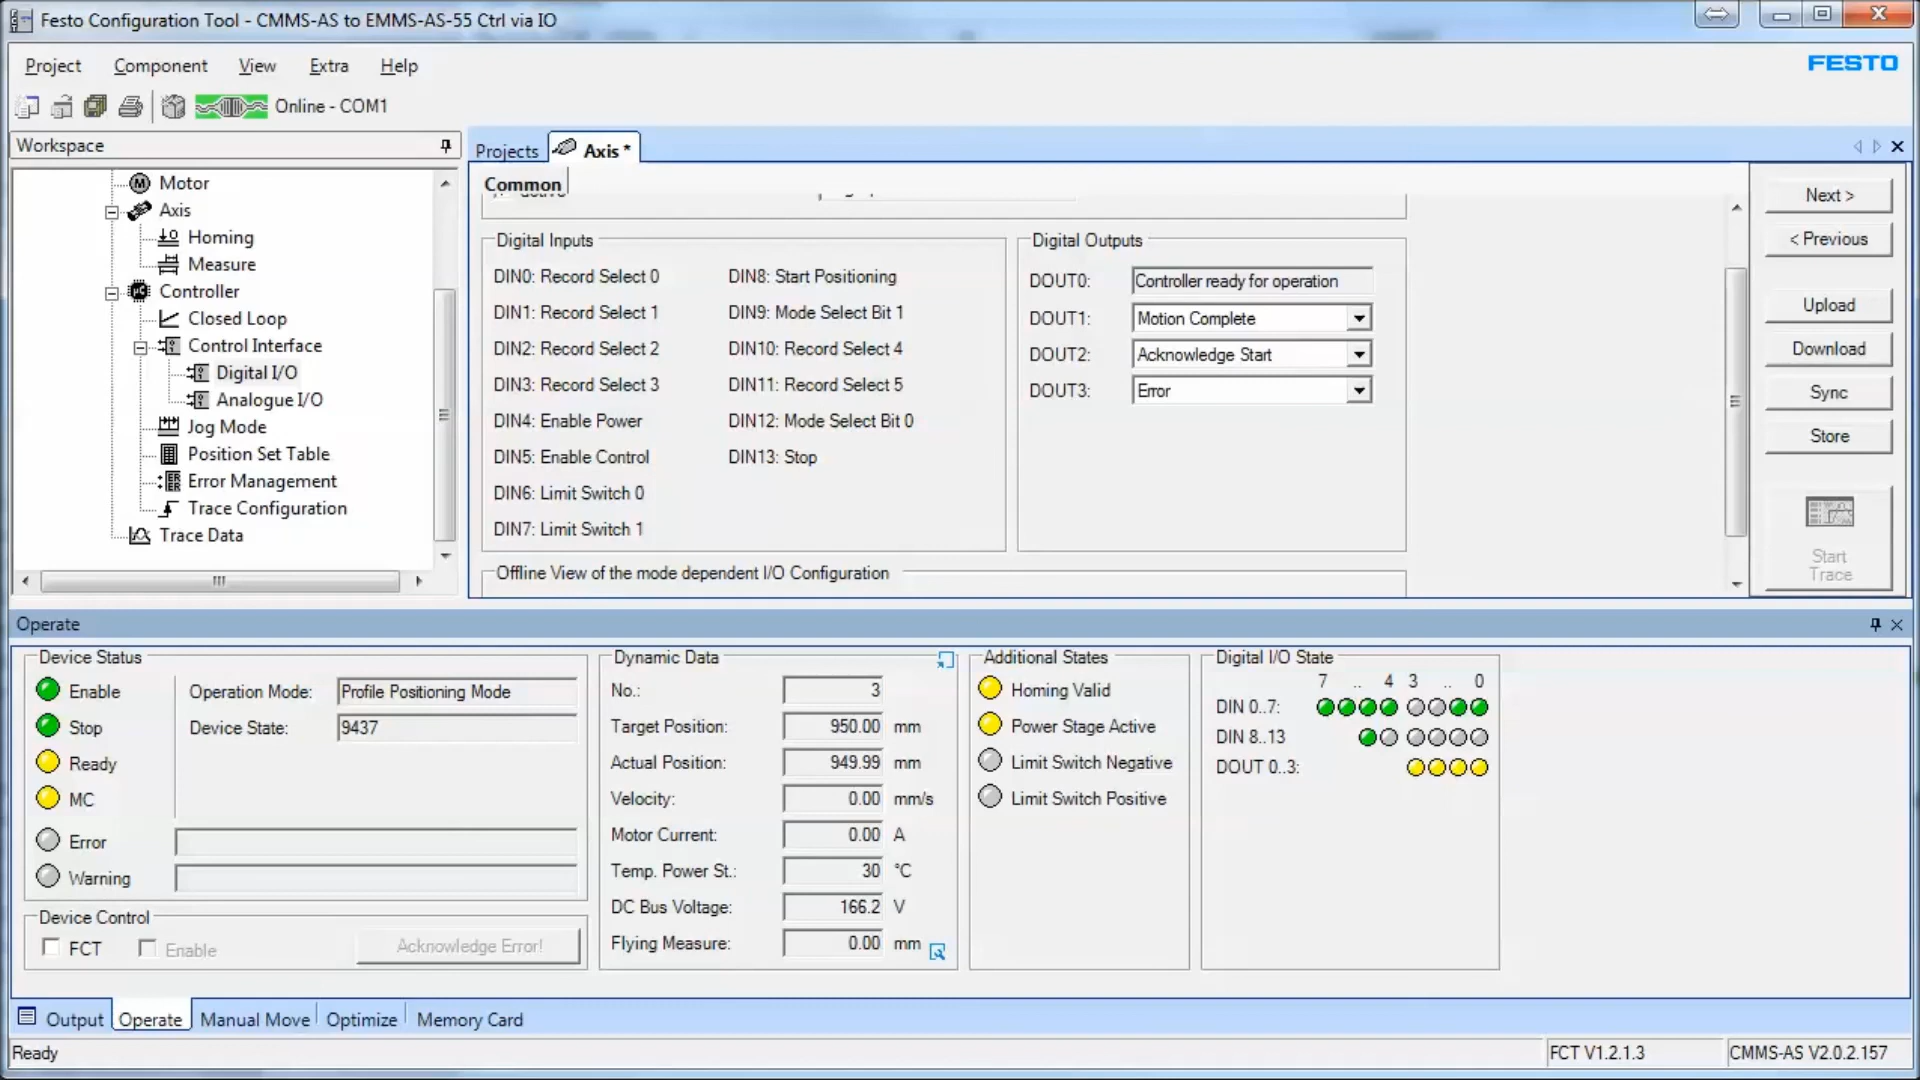 Festo Configuration Tool - CMMS-AS to EMMS-AS-55 Ctrl via IO
Project Component View Extra Help
FESTO
Online - COM1
Workspace
Motor
Axis
Homing
Measure
Controller
Closed Loop
Control Interface
Digital I/O
Analogue I/O
Jog Mode
Position Set Table
Error Management
Trace Configuration
Trace Data
Projects Axis *
Common
Digital Inputs
DIN0: Record Select 0 DIN8: Start Positioning
DIN1: Record Select 1 DIN9: Mode Select Bit 1
DIN2: Record Select 2 DIN10: Record Select 4
DIN3: Record Select 3 DIN11: Record Select 5
DIN4: Enable Power DIN12: Mode Select Bit 0
DIN5: Enable Control DIN13: Stop
DIN6: Limit Switch 0
DIN7: Limit Switch 1
Digital Outputs
DOUT0: Controller ready for operation
DOUT1: Motion Complete
DOUT2: Acknowledge Start
DOUT3: Error
Offline View of the mode dependent I/O Configuration
Next >
< Previous
Upload
Download
Sync
Store
Start
Trace
Operate
Device Status
Enable Operation Mode: Profile Positioning Mode
Stop Device State: 9437
Ready
MC
Error
Warning
Device Control
FCT Enable Acknowledge Error!
Dynamic Data
No.: 3
Target Position: 950.00 mm
Actual Position: 949.99 mm
Velocity: 0.00 mm/s
Motor Current: 0.00 A
Temp. Power St.: 30 °C
DC Bus Voltage: 166.2 V
Flying Measure: 0.00 mm
Additional States
Homing Valid
Power Stage Active
Limit Switch Negative
Limit Switch Positive
Digital I/O State
7 .. 4 3 .. 0
DIN 0..7:
DIN 8..13
DOUT 0..3:
Output Operate Manual Move Optimize Memory Card
Ready FCT V1.2.1.3 CMMS-AS V2.0.2.157